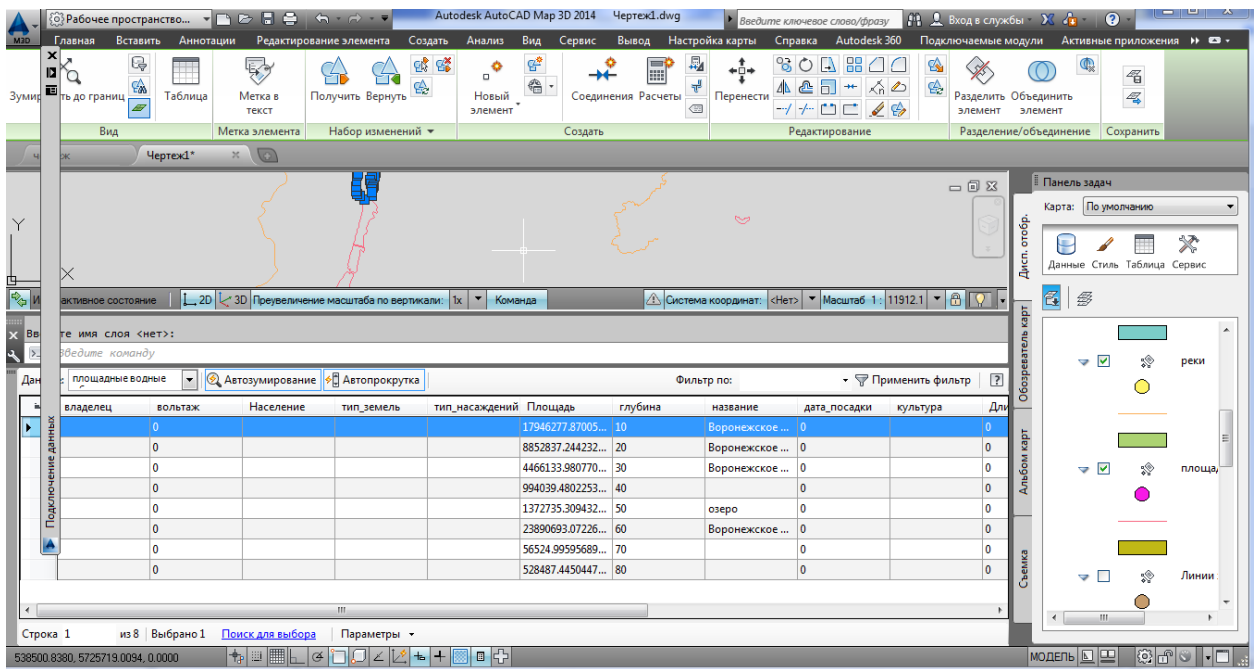 Рабочее пространство... Autodesk AutoCAD Map 3D 2014 Чертеж1.dwg Введите ключевое слово/фразу Вход в службы
M3D Главная Вставить Аннотации Редактирование элемента Создать Анализ Вид Сервис Вывод Настройка карты Справка Autodesk 360 Подключаемые модули Активные приложения
ть до границ Таблица Метка в текст Получить Вернуть Новый элемент Соединения Расчеты Перенести Разделить элемент Объединить элемент
Вид Метка элемента Набор изменений Создать Редактирование Разделение/объединение Сохранить
Чертеж1*
Y
X
активное состояние 2D 3D Преувеличение масштаба по вертикали: 1x Команда Система координат: <Нет> Масштаб 1 : 11912.1
те имя слоя <нет>:
Введите команду
площадные водные Автозумирование Автопрокрутка Фильтр по: Применить фильтр ?
владелец вольтаж Население тип_земель тип_насаждений Площадь глубина название дата_посадки культура Дли
0 17946277.87005... 10 Воронежское ... 0 0
0 8852837.244232... 20 Воронежское ... 0 0
0 4466133.980770... 30 Воронежское ... 0 0
0 994039.4802253... 40 0 0
0 1372735.309432... 50 озеро 0 0
0 23890693.07226... 60 Воронежское ... 0 0
0 56524.99595689... 70 0 0
0 528487.4450447... 80 0 0
Строка 1 из 8 Выбрано 1 Поиск для выбора Параметры
538500.8380, 5725719.0094, 0.0000 МОДЕЛЬ
Подключение данных
Панель задач
Карта: По умолчанию
Данные Стиль Таблица Сервис
реки
площа
Линии
Дисп. отобр.
Обозреватель карт
Альбом карт
Съемка